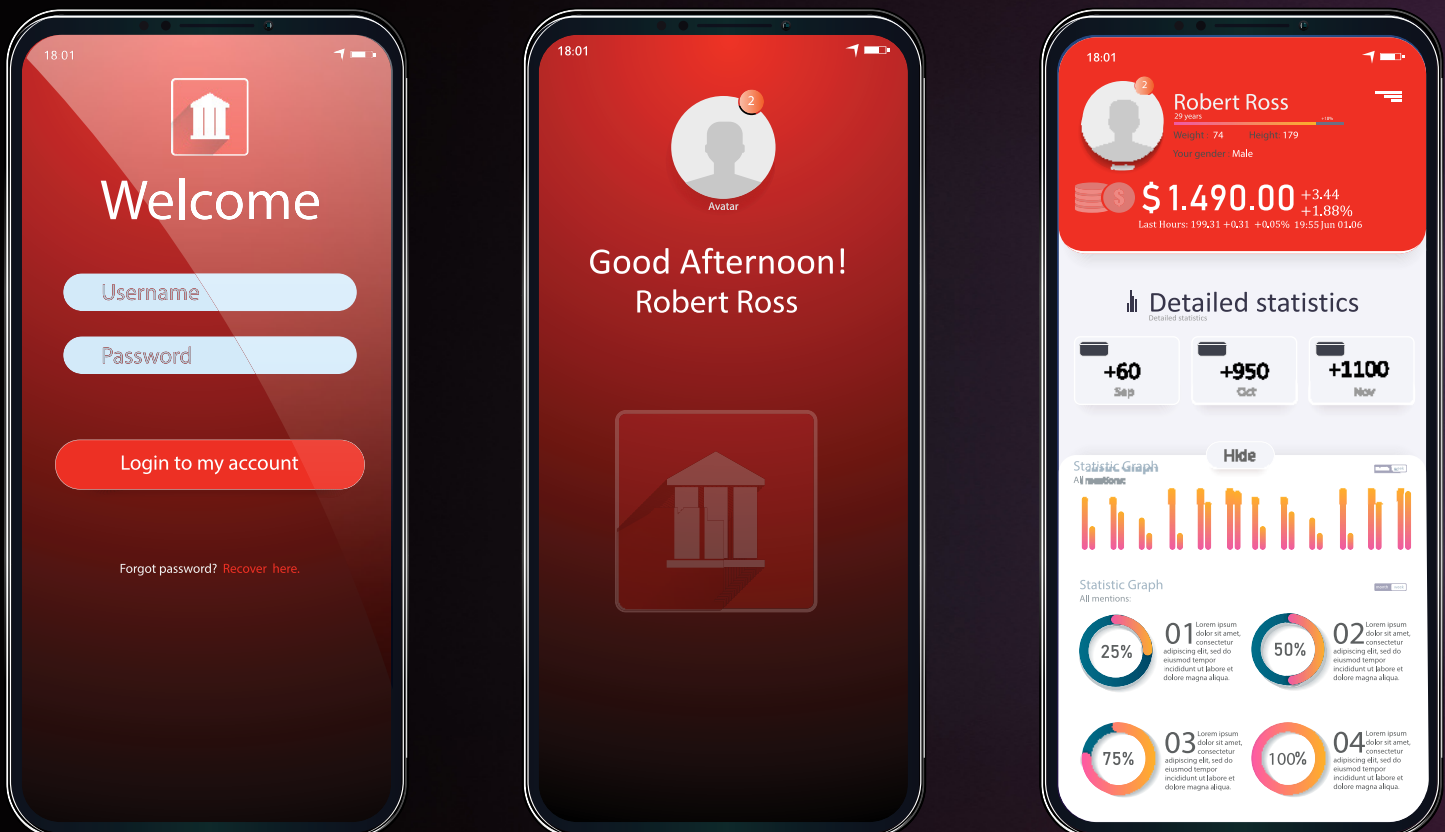 18 01
Welcome
Username
Password
Login to my account
Forgot password? Recover here.
18:01
2
Avatar
Good Afternoon!
Robert Ross
18:01
2
Robert Ross
29 years
+18%
Weight : 74 Height: 179
Your gender : Male
$ $1.490.00 +3.44
+1.88%
Last Hours: 199.31 +0.31 +0.05% 19:55 Jun 01.06
Detailed statistics
Detailed statistics
+60
Sep
+950
Oct
+1100
Nov
Hide
Statistic Graph
All mentions:
Statistic Graph
All mentions:
25%
01 Lorem ipsum
dolor sit amet,
consectetur
adipiscing elit, sed do
eiusmod tempor
incididunt ut labore et
dolore magna aliqua.
50%
02 Lorem ipsum
dolor sit amet,
consectetur
adipiscing elit, sed do
eiusmod tempor
incididunt ut labore et
dolore magna aliqua.
75%
03 Lorem ipsum
dolor sit amet,
consectetur
adipiscing elit, sed do
eiusmod tempor
incididunt ut labore et
dolore magna aliqua.
100%
04 Lorem ipsum
dolor sit amet,
consectetur
adipiscing elit, sed do
eiusmod tempor
incididunt ut labore et
dolore magna aliqua.